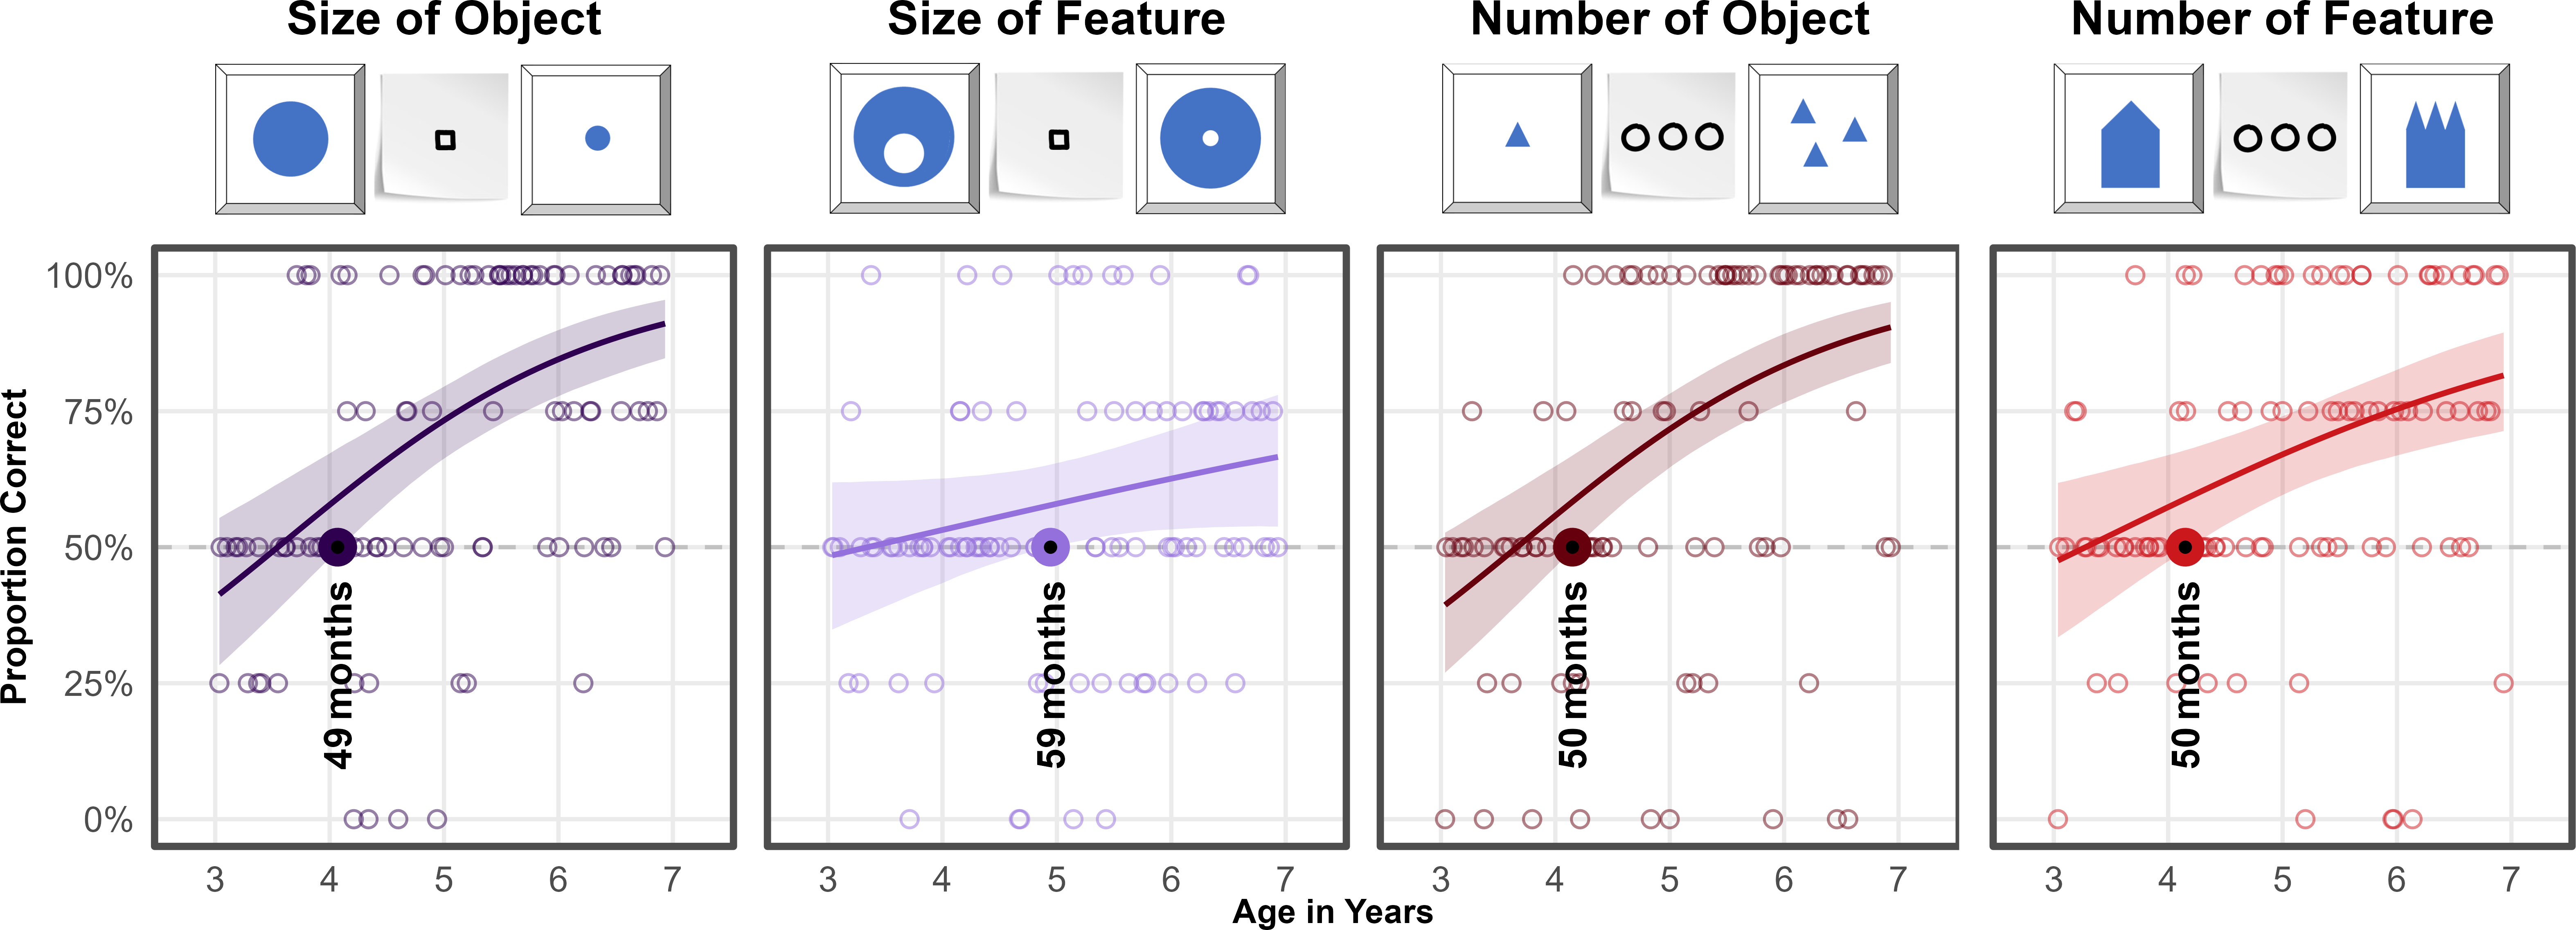 Size of Object
Size of Feature
Number of Object
Number of Feature
Proportion Correct
100%
75%
50%
25%
0%
49 months
59 months
50 months
50 months
3 4 5 6 7
3 4 5 6 7
3 4 5 6 7
3 4 5 6 7
Age in Years